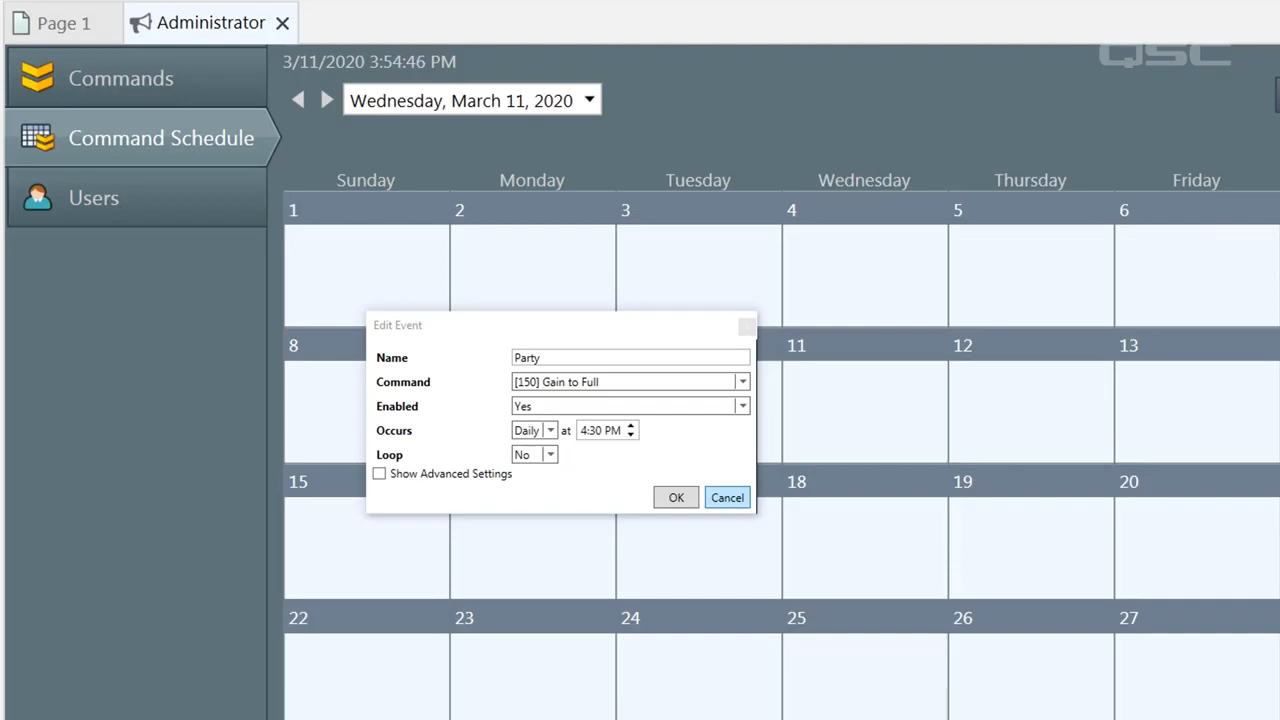 Page 1
Administrator
QSC
Commands
Command Schedule
Users
3/11/2020 3:54:46 PM
Wednesday, March 11, 2020
Sunday Monday Tuesday Wednesday Thursday Friday
1 2 3 4 5 6
8 11 12 13
Edit Event
Name Party
Command [150] Gain to Full
Enabled Yes
Occurs Daily at 4:30 PM
Loop No
Show Advanced Settings
OK Cancel
15 18 19 20
22 23 24 25 26 27